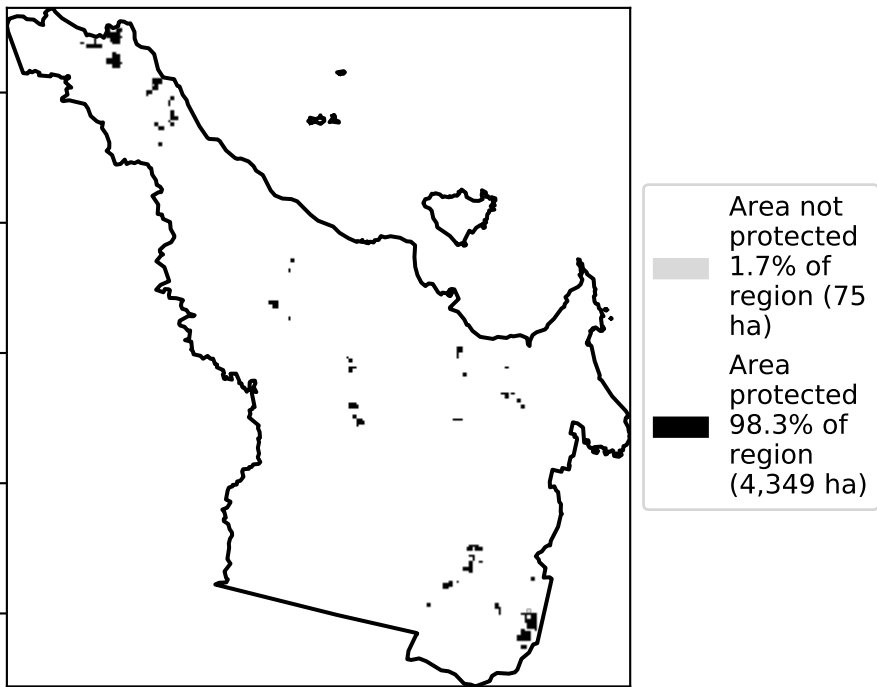 Area not
protected
1.7% of
region (75
ha)
Area
protected
98.3% of
region
(4,349 ha)